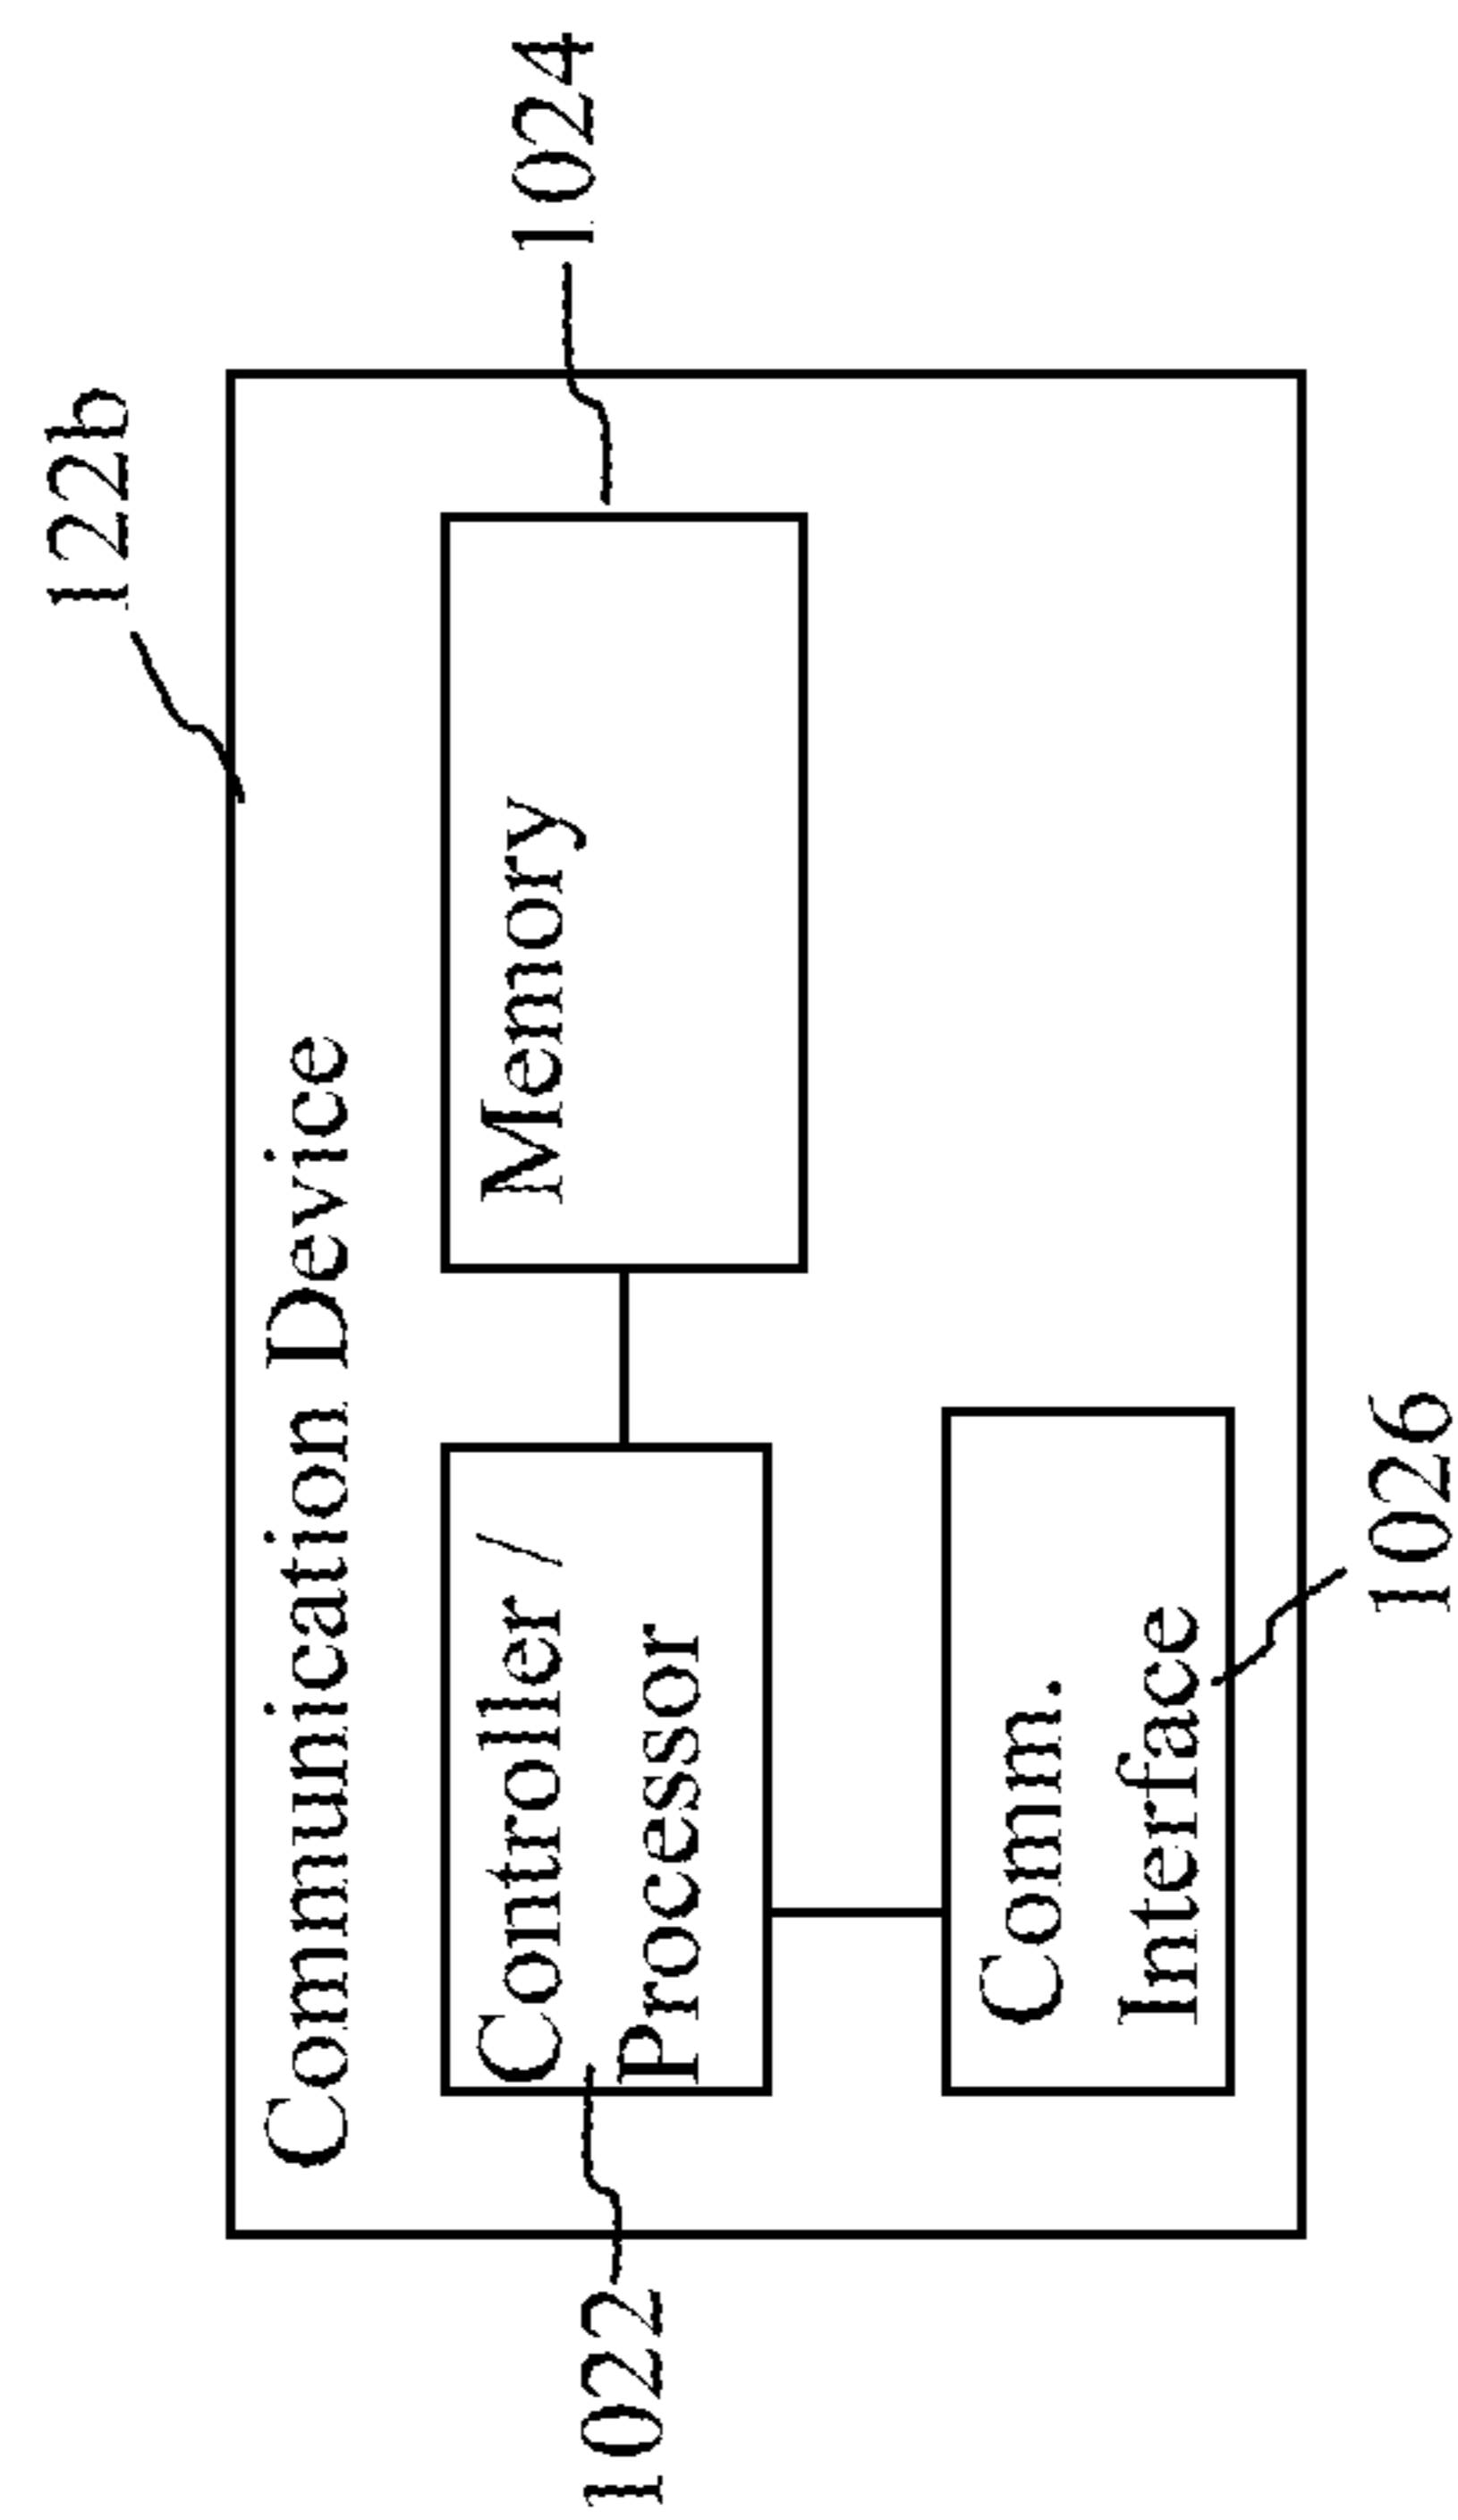 122b
Communication Device
1022
Controller /
Processor
Memory
1024
Comm.
Interface
1026